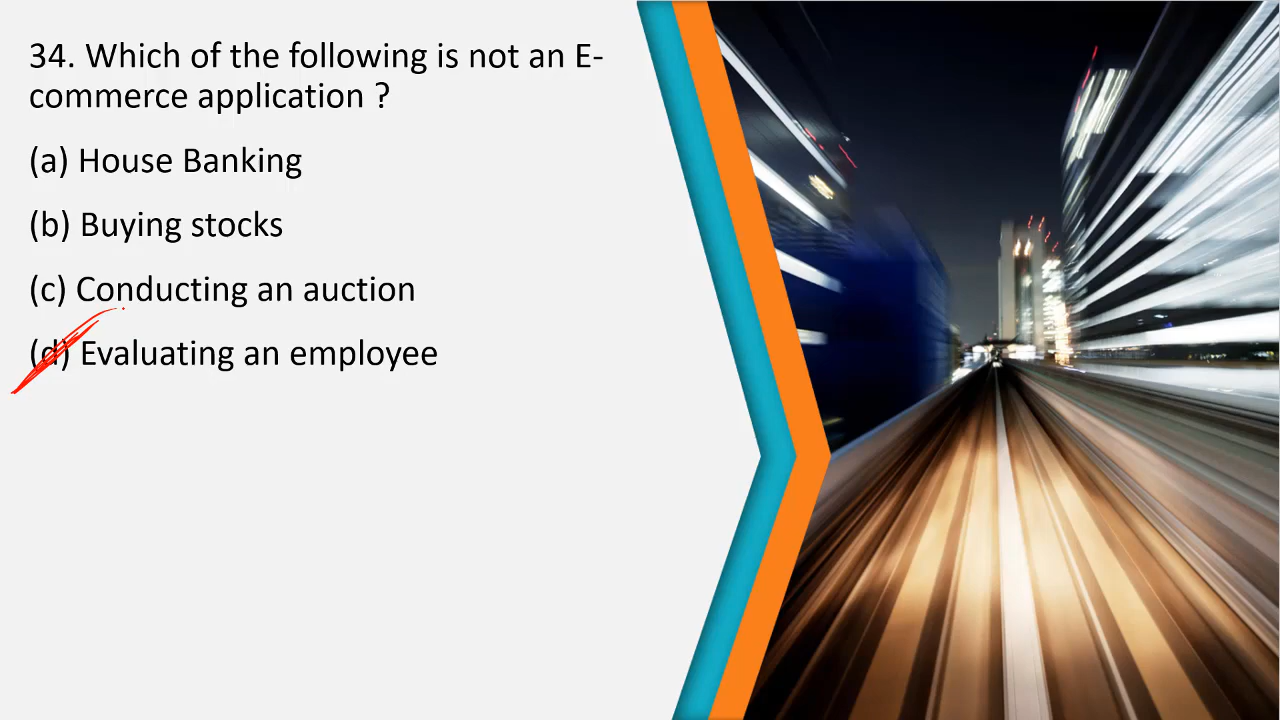 34. Which of the following is not an E-
commerce application ?
(a) House Banking
(b) Buying stocks
(c) Conducting an auction
(d) Evaluating an employee